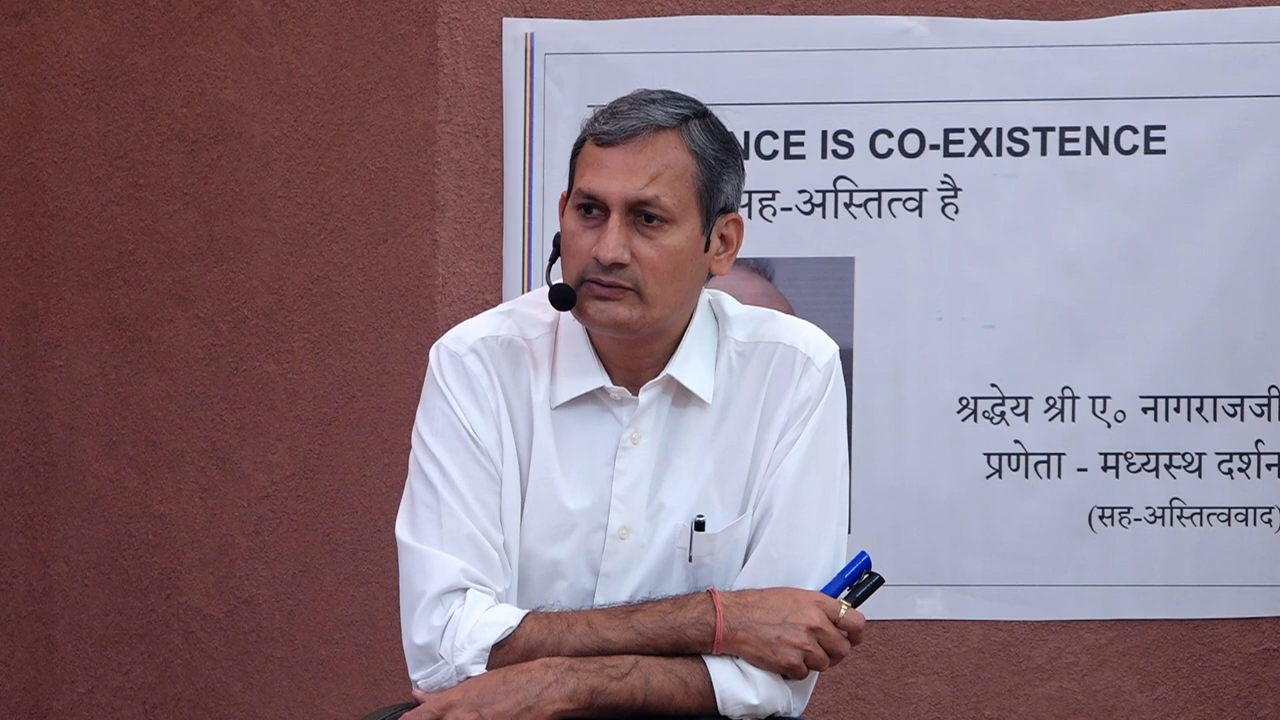 NCE IS CO-EXISTENCE
सह-अस्तित्व है
श्रद्धेय श्री ए॰ नागराजजी
प्रणेता - मध्यस्थ दर्शन
(सह-अस्तित्ववाद)